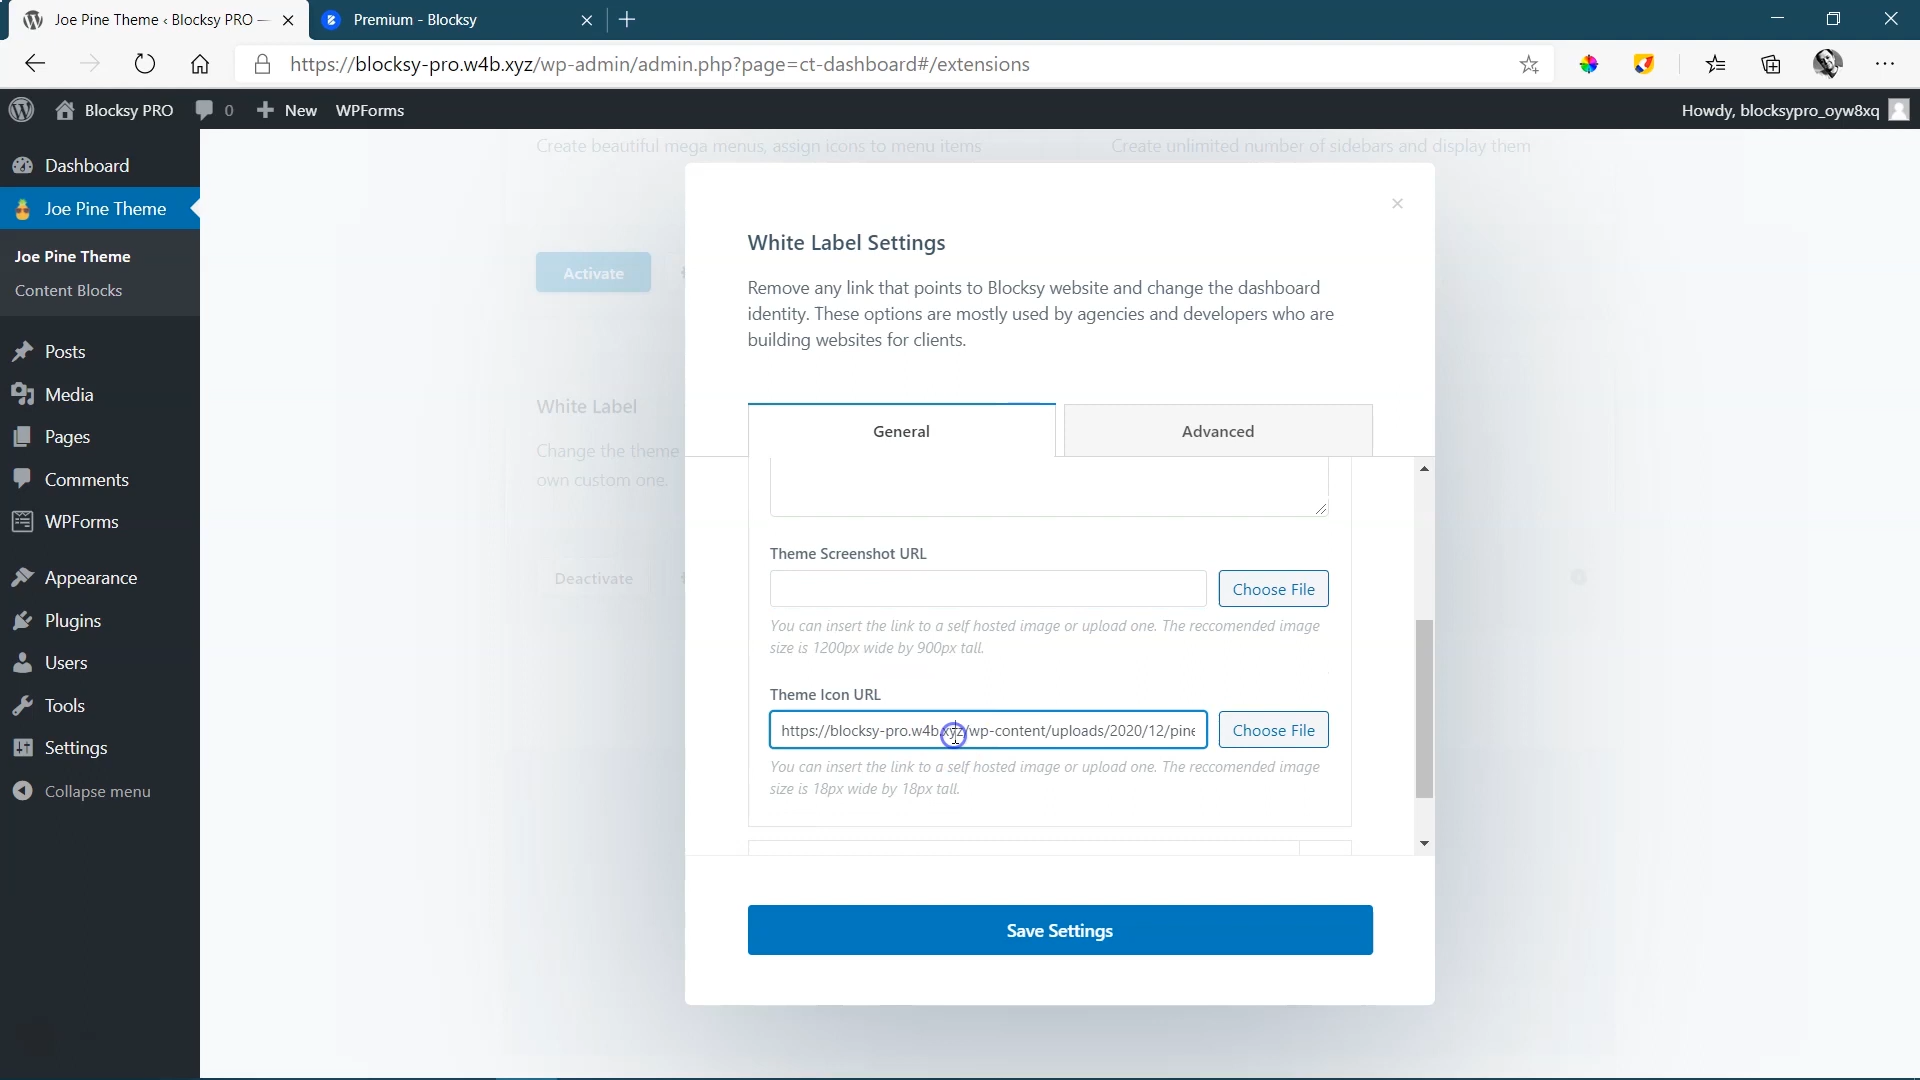 Joe Pine Theme ‹ Blocksy PRO —
Premium - Blocksy
https://blocksy-pro.w4b.xyz/wp-admin/admin.php?page=ct-dashboard#/extensions
Blocksy PRO
0
New
WPForms
Howdy, blocksypro_oyw8xq
Dashboard
Joe Pine Theme
Joe Pine Theme
Content Blocks
Posts
Media
Pages
Comments
WPForms
Appearance
Plugins
Users
Tools
Settings
Collapse menu
Create beautiful mega menus, assign icons to menu items
Create unlimited number of sidebars and display them
Activate
White Label
Change the theme
own custom one.
Deactivate
White Label Settings
Remove any link that points to Blocksy website and change the dashboard
identity. These options are mostly used by agencies and developers who are
building websites for clients.
General
Advanced
Theme Screenshot URL
Choose File
You can insert the link to a self hosted image or upload one. The reccomended image
size is 1200px wide by 900px tall.
Theme Icon URL
https://blocksy-pro.w4b.xyz/wp-content/uploads/2020/12/pine
Choose File
You can insert the link to a self hosted image or upload one. The reccomended image
size is 18px wide by 18px tall.
Save Settings